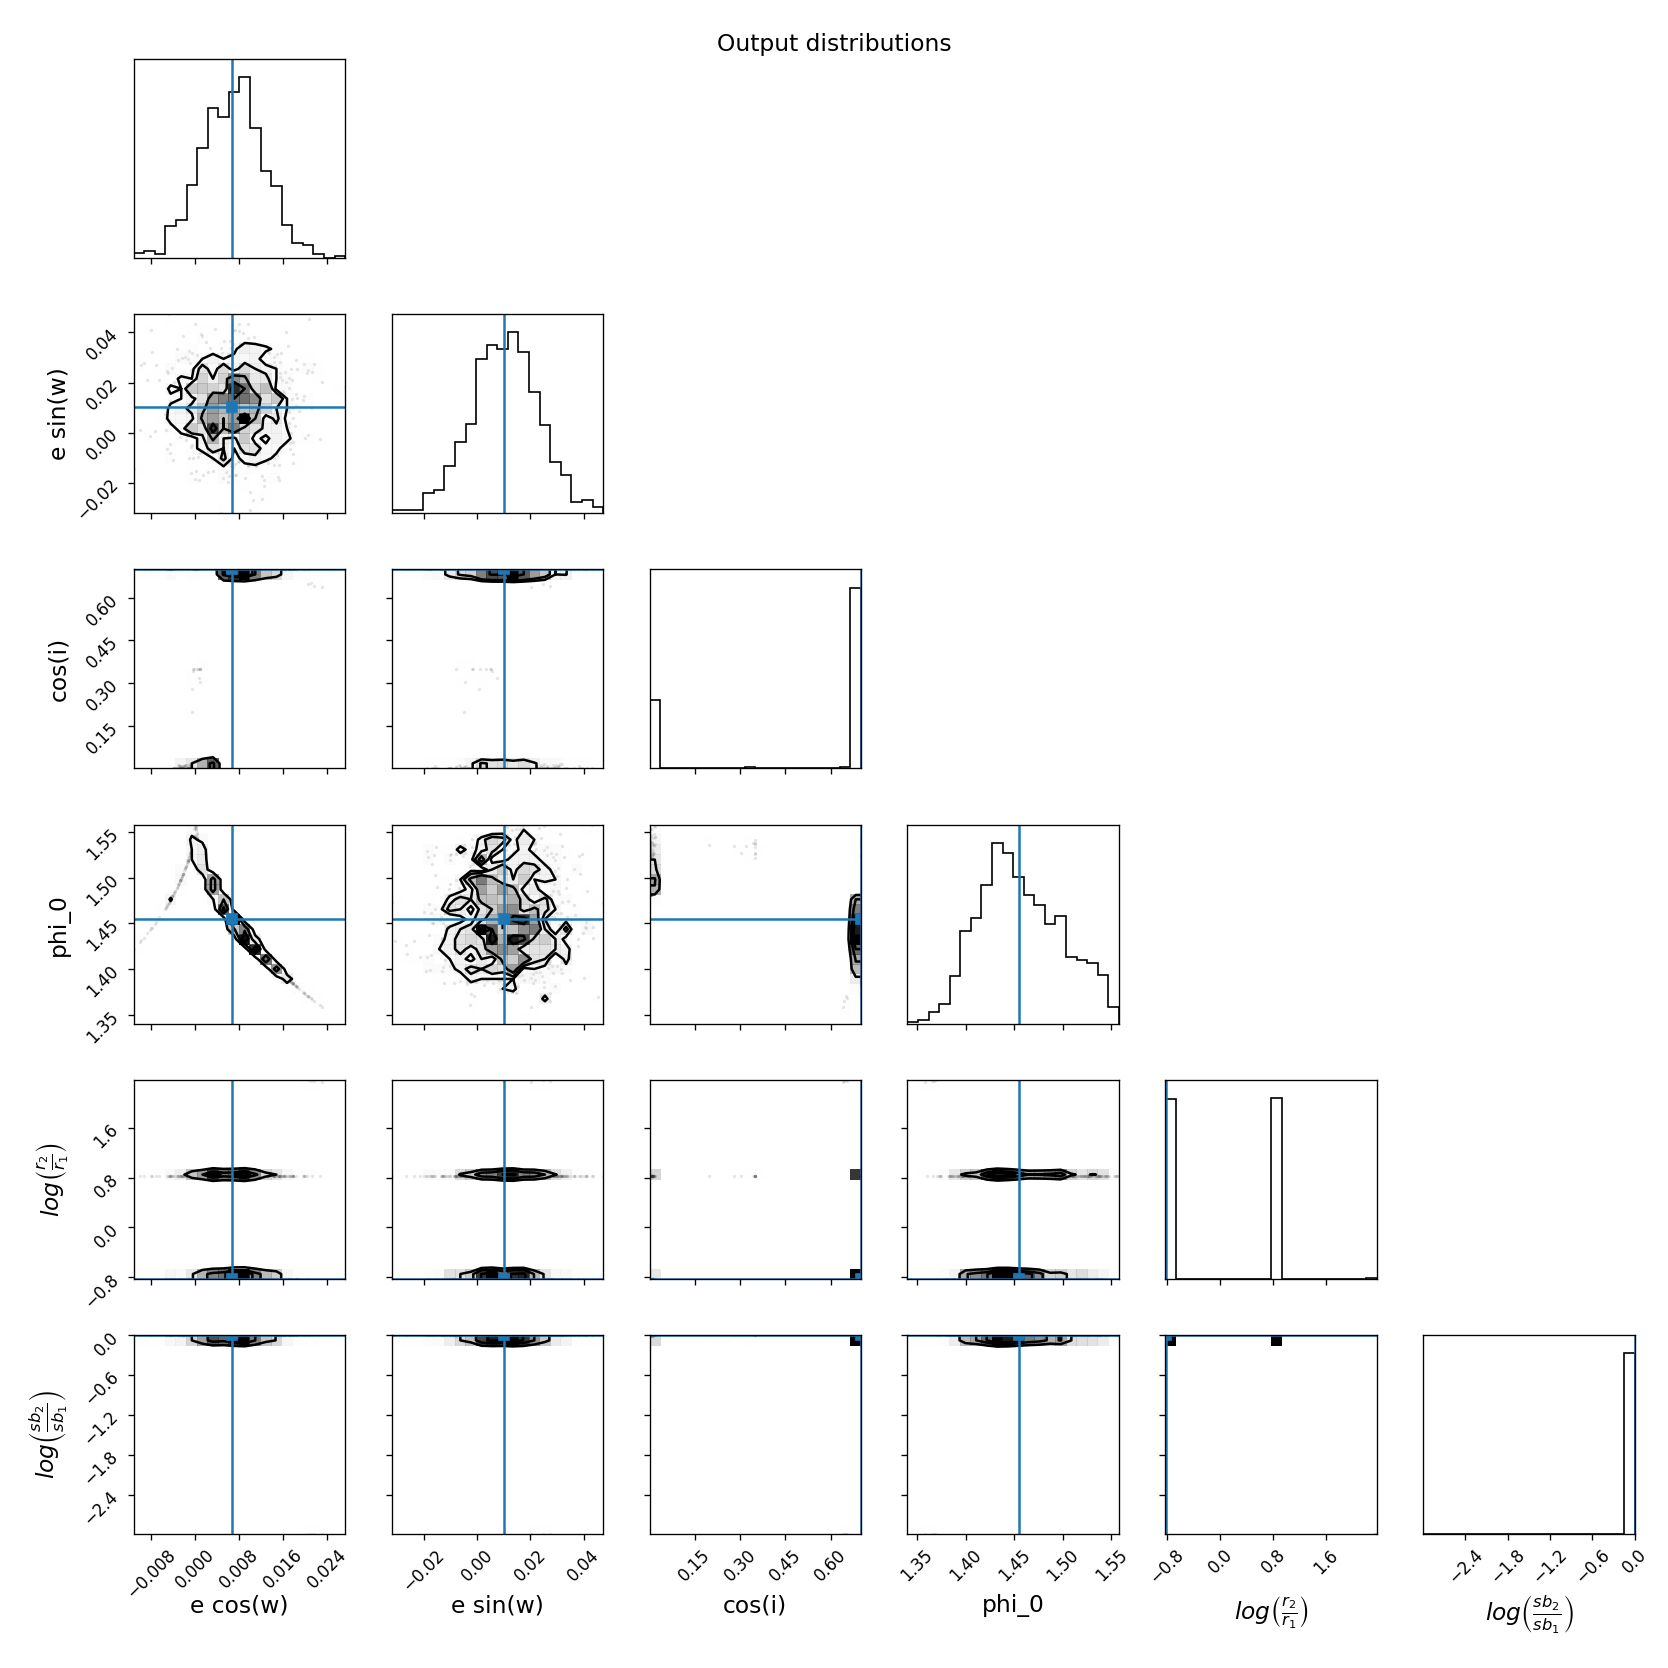 Output distributions
e sin(w)
0.04
0.02
0.00
−0.02
cos(i)
0.60
0.45
0.30
0.15
phi_0
1.55
1.50
1.45
1.40
1.35
log(r₂/r₁)
1.6
0.8
0.0
−0.8
log(sb₂/sb₁)
0.0
−0.6
−1.2
−1.8
−2.4
−0.008 0.000 0.008 0.016 0.024 −0.02 0.00 0.02 0.04 0.15 0.30 0.45 0.60 1.35 1.40 1.45 1.50 1.55 −0.8 0.0 0.8 1.6 −2.4 −1.8 −1.2 −0.6 0.0
e cos(w) e sin(w) cos(i) phi_0 log(r₂/r₁) log(sb₂/sb₁)